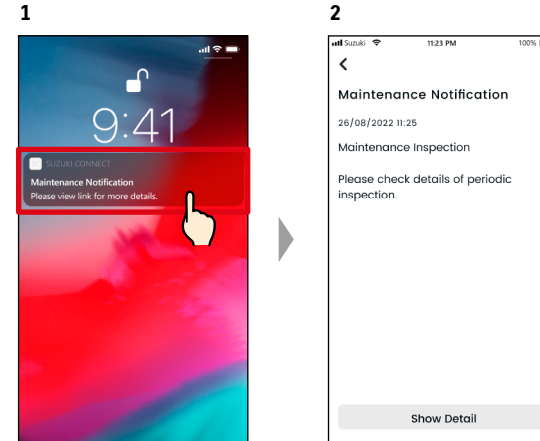 1
9:41
SUZUKI CONNECT
Maintenance Notification
Please view link for more details.
2
Suzuki 11:23 PM 100%
Maintenance Notification
26/08/2022 11:25
Maintenance Inspection
Please check details of periodic
inspection.
Show Detail